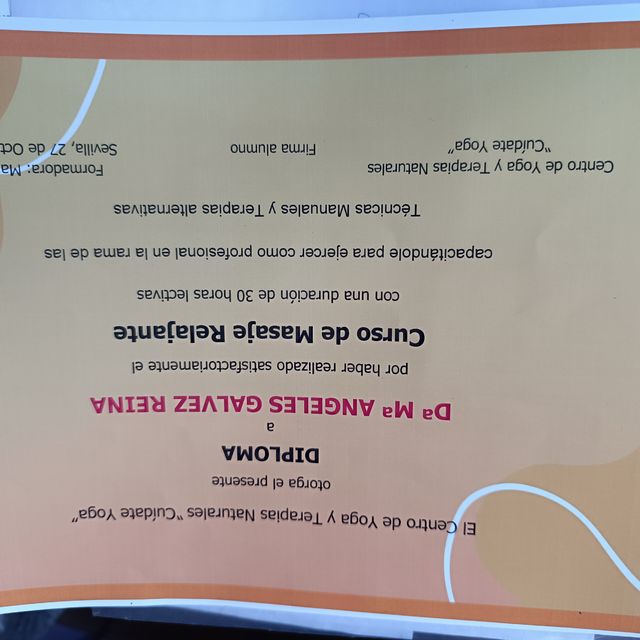 El Centro de Yoga y Terapias Naturales "Cuídate Yoga"
otorga el presente
DIPLOMA
a
Dª Mª ANGELES GALVEZ REINA
por haber realizado satisfactoriamente el
Curso de Masaje Relajante
con una duración de 30 horas lectivas
capacitándole para ejercer como profesional en la rama de las
Técnicas Manuales y Terapias alternativas
Centro de Yoga y Terapias Naturales
"Cuídate Yoga"
Firma alumno
Formadora: Ma
Sevilla, 27 de Oct